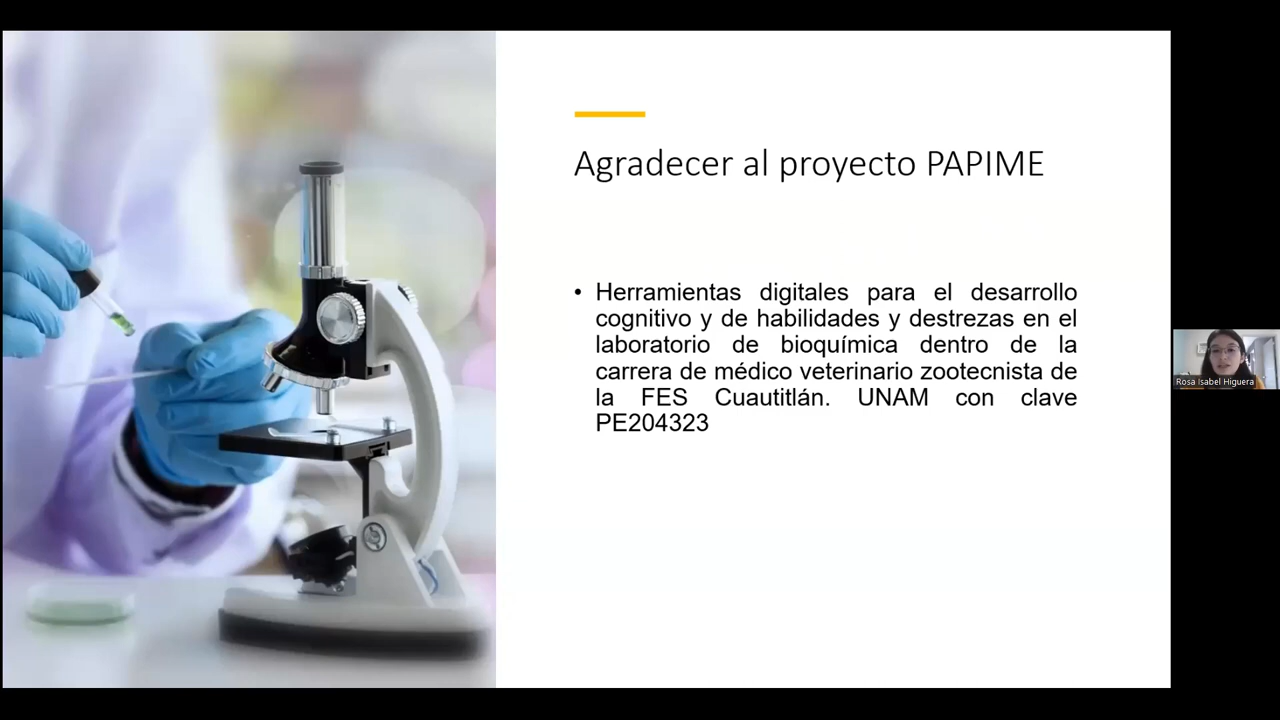 Agradecer al proyecto PAPIME
• Herramientas digitales para el desarrollo
cognitivo y de habilidades y destrezas en el
laboratorio de bioquímica dentro de la
carrera de médico veterinario zootecnista de
la FES Cuautitlán. UNAM con clave
PE204323
Rosa Isabel Higuera